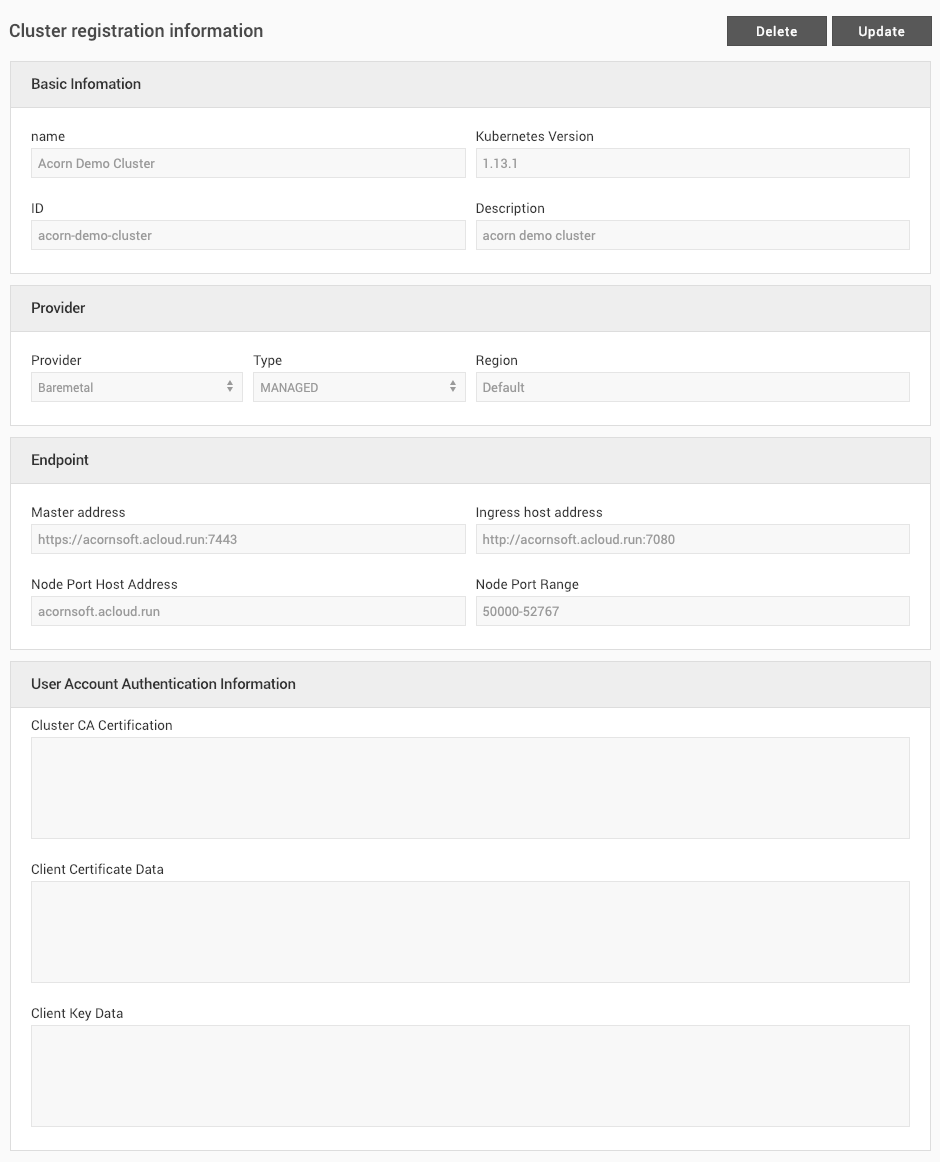 Cluster registration information
Delete Update
Basic Infomation
name Kubernetes Version
Acorn Demo Cluster 1.13.1
ID Description
acorn-demo-cluster acorn demo cluster
Provider
Provider Type Region
Baremetal MANAGED Default
Endpoint
Master address Ingress host address
https://acornsoft.acloud.run:7443 http://acornsoft.acloud.run:7080
Node Port Host Address Node Port Range
acornsoft.acloud.run 50000-52767
User Account Authentication Information
Cluster CA Certification
Client Certificate Data
Client Key Data